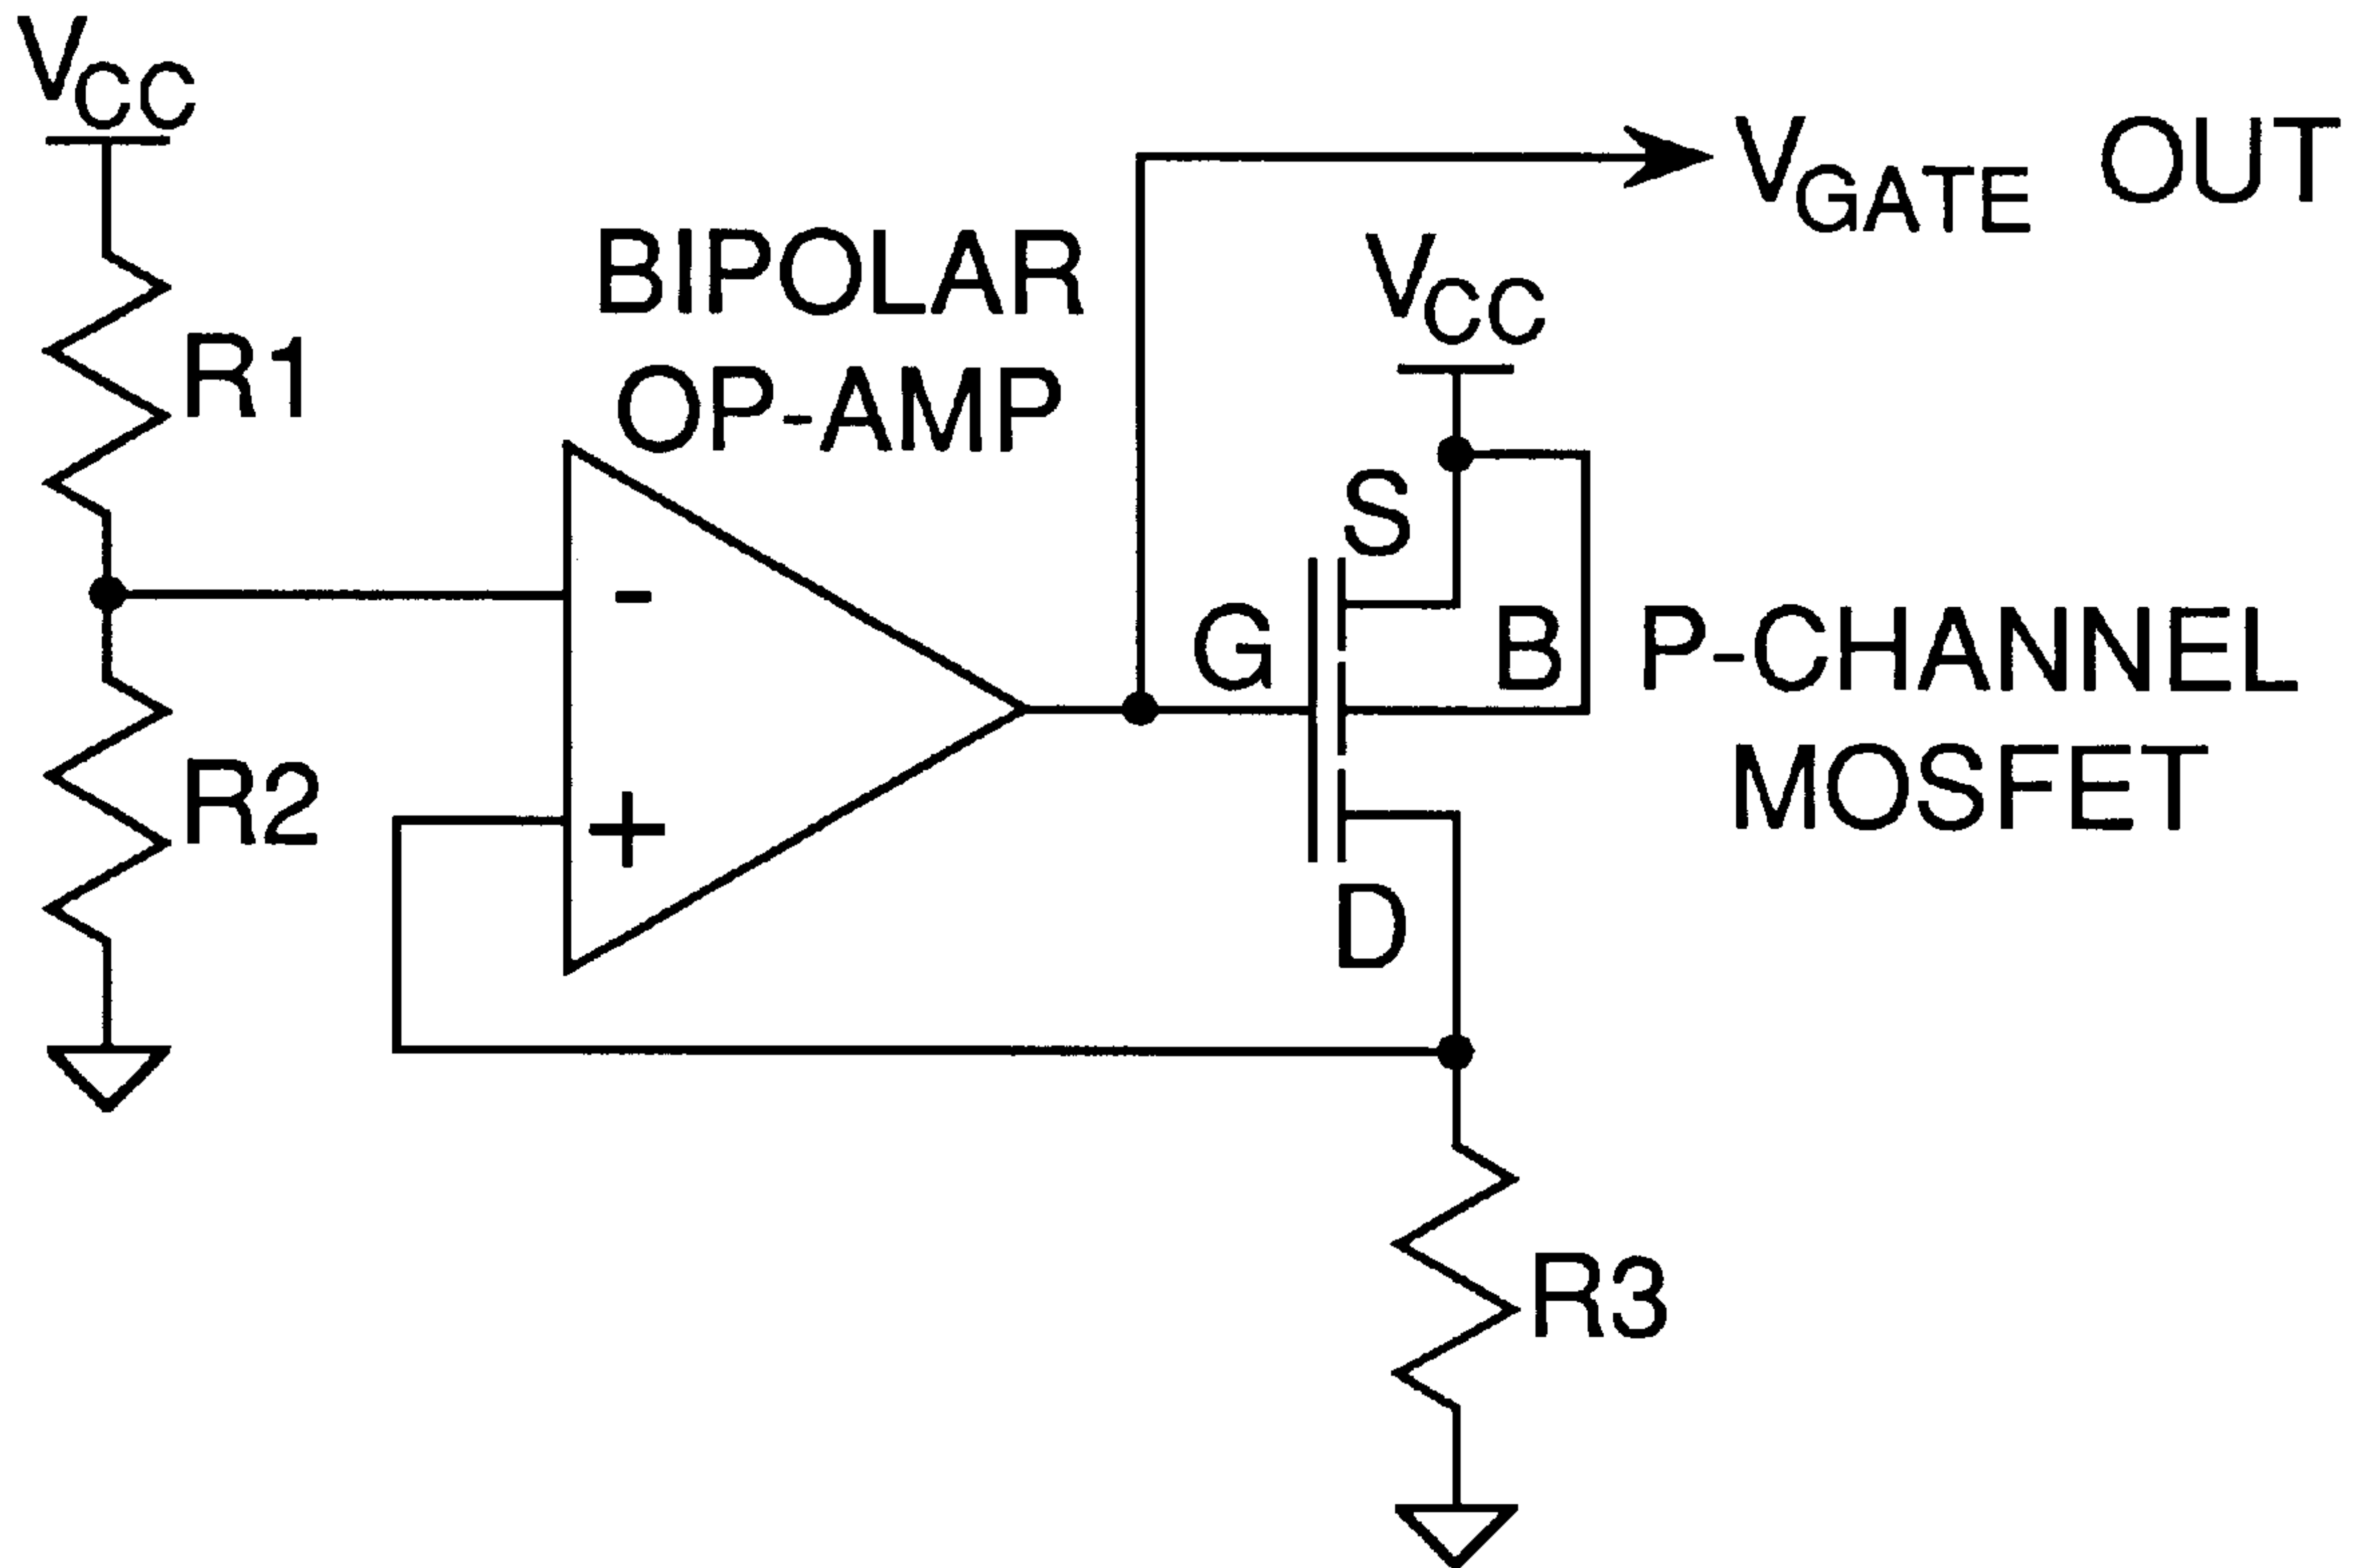 VCC
R1
R2
BIPOLAR
OP-AMP
-
+
VGATE OUT
VCC
S
G
B
D
P-CHANNEL
MOSFET
R3